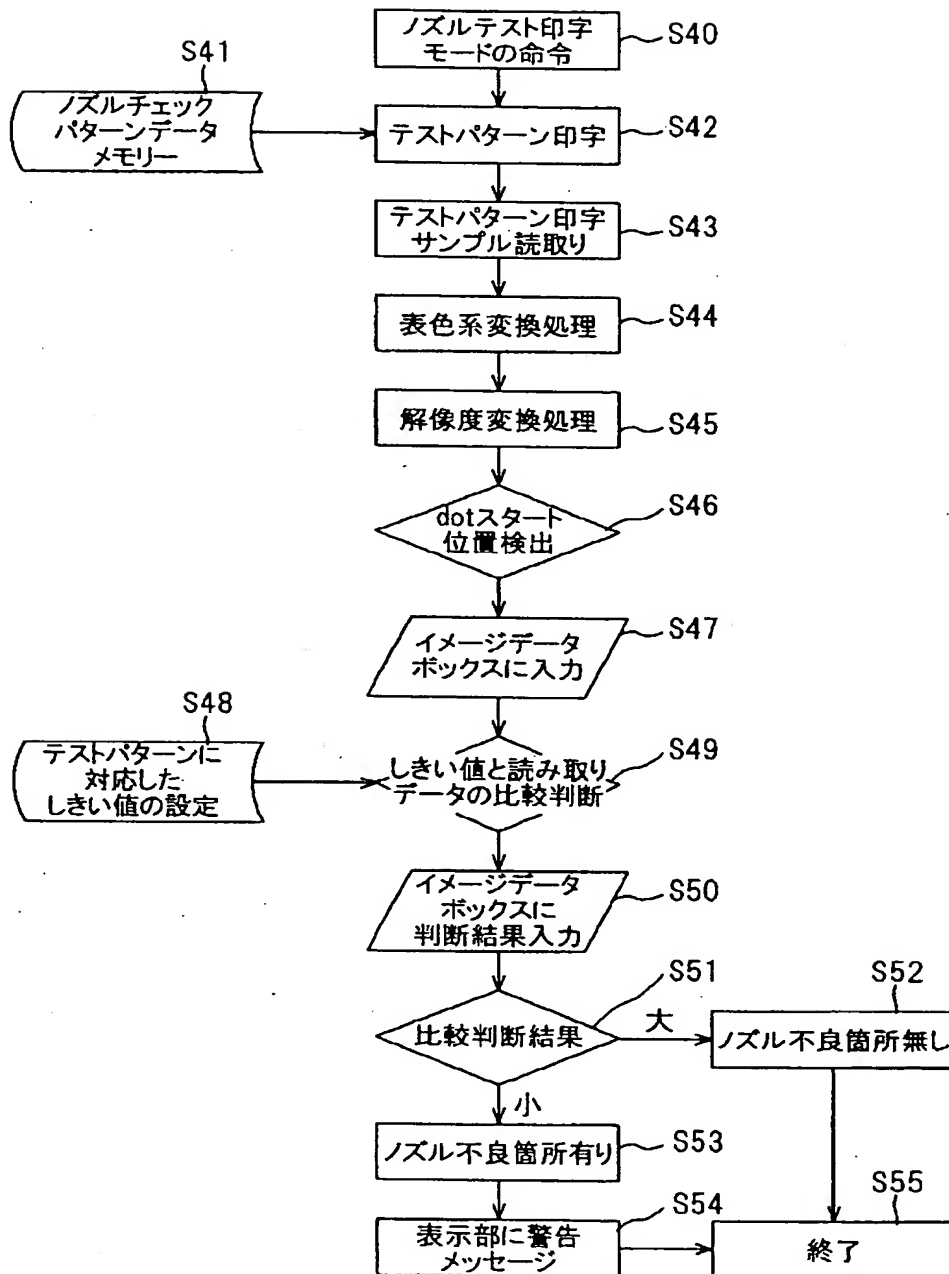 ノズルテスト印字
モードの命令
S40
S41
ノズルチェック
パターンデータ
メモリー
テストパターン印字
S42
テストパターン印字
サンプル読取り
S43
表色系変換処理
S44
解像度変換処理
S45
dotスタート
位置検出
S46
イメージデータ
ボックスに入力
S47
S48
テストパターンに
対応した
しきい値の設定
しきい値と読み取り
データの比較判断
S49
イメージデータ
ボックスに
判断結果入力
S50
比較判断結果
S51
大
S52
ノズル不良箇所無し
小
ノズル不良箇所有り
S53
表示部に警告
メッセージ
S54
S55
終了